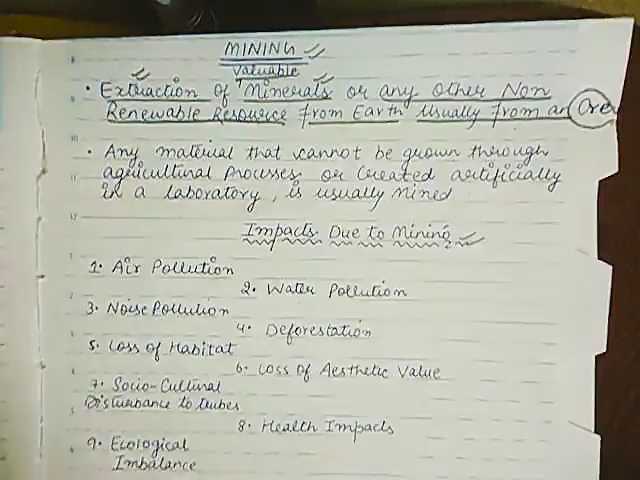 MINING
Valuable
• Extraction of Minerals or any other Non
Renewable Resource from Earth Usually from an Ore
• Any material that cannot be grown through
agricultural Processes or Created artificially
in a laboratory, is usually mined
Impacts Due to Mining
1. Air Pollution
2. Water Pollution
3. Noise Pollution
4. Deforestation
5. Loss of Habitat
6. Loss of Aesthetic Value
7. Socio-Cultural
Disturbance to tribes
8. Health Impacts
9. Ecological
Imbalance